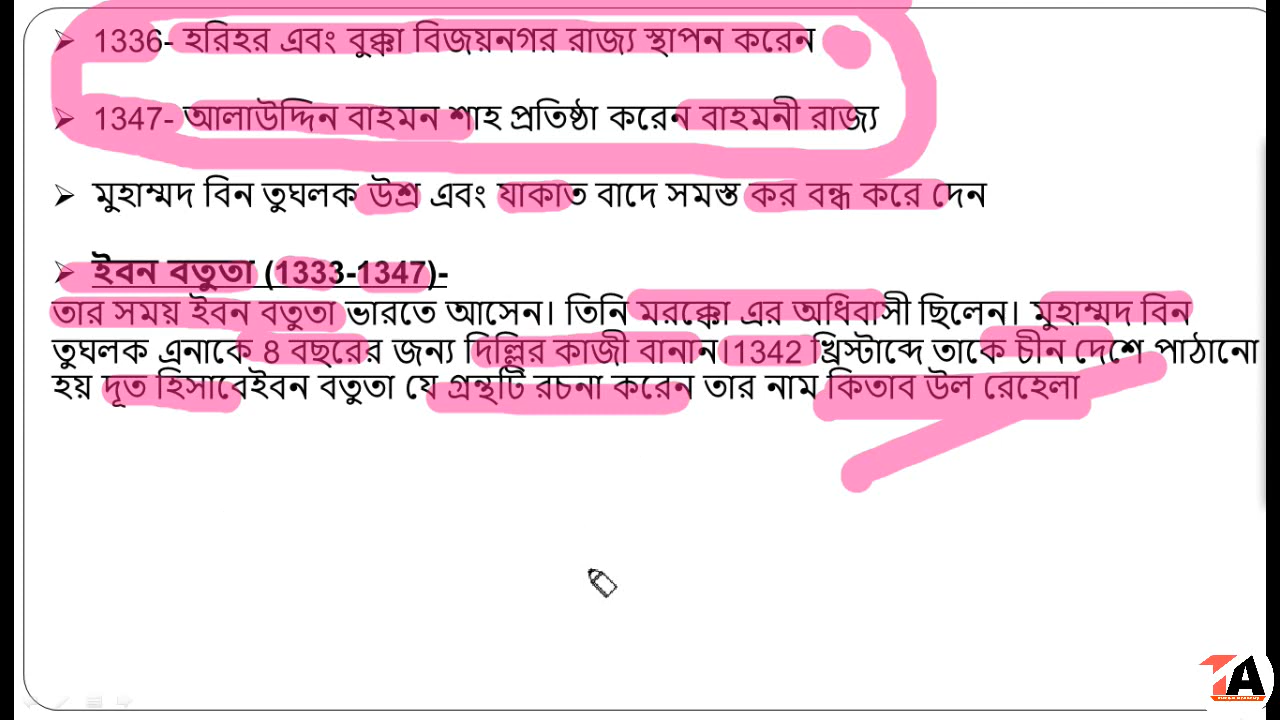 ➢ 1336- হরিহর এবং বুক্কা বিজয়নগর রাজ্য স্থাপন করেন
➢ 1347- আলাউদ্দিন বাহমন শাহ প্রতিষ্ঠা করেন বাহমনী রাজ্য
➢ মুহাম্মদ বিন তুঘলক উশ্র এবং যাকাত বাদে সমস্ত কর বন্ধ করে দেন
➢ ইবন বতুতা (1333-1347)-
তার সময় ইবন বতুতা ভারতে আসেন। তিনি মরক্কো এর অধিবাসী ছিলেন। মুহাম্মদ বিন
তুঘলক এনাকে 8 বছরের জন্য দিল্লির কাজী বানান।1342 খ্রিস্টাব্দে তাকে চীন দেশে পাঠানো
হয় দূত হিসাবেইবন বতুতা যে গ্রন্থটি রচনা করেন তার নাম কিতাব উল রেহেলা
TA